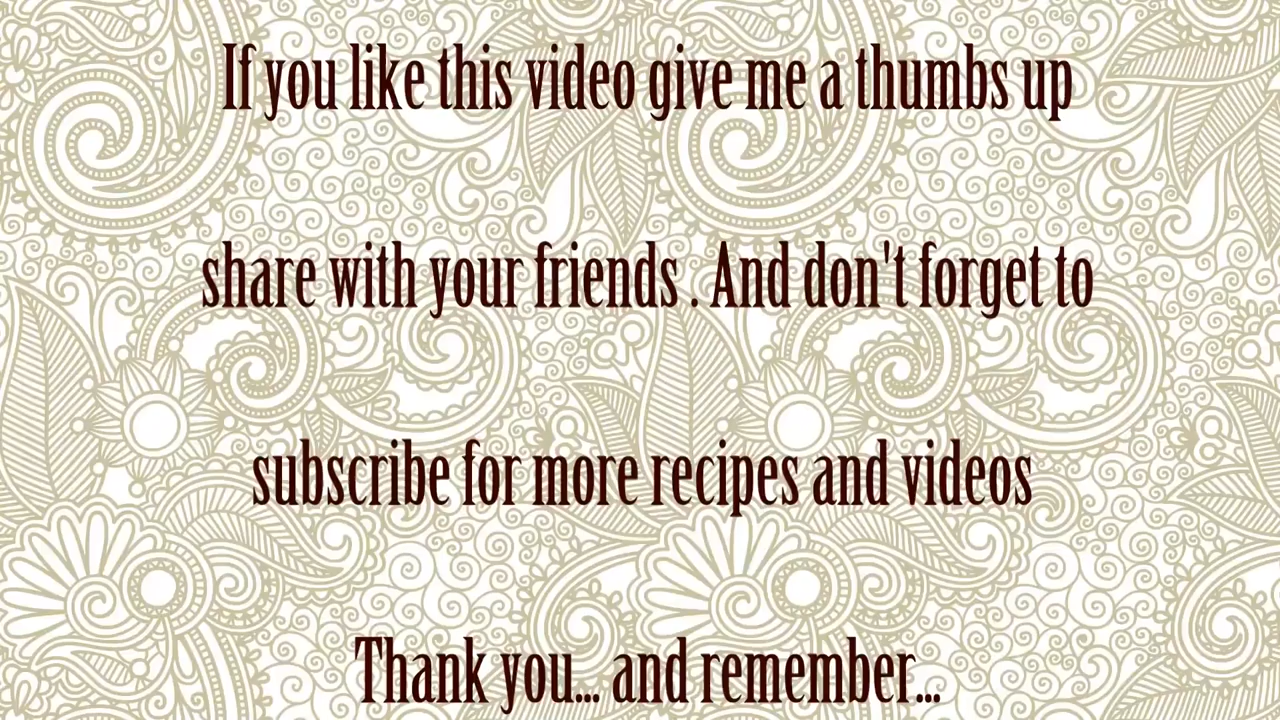 If you like this video give me a thumbs up
share with your friends . And don't forget to
subscribe for more recipes and videos
Thank you... and remember...